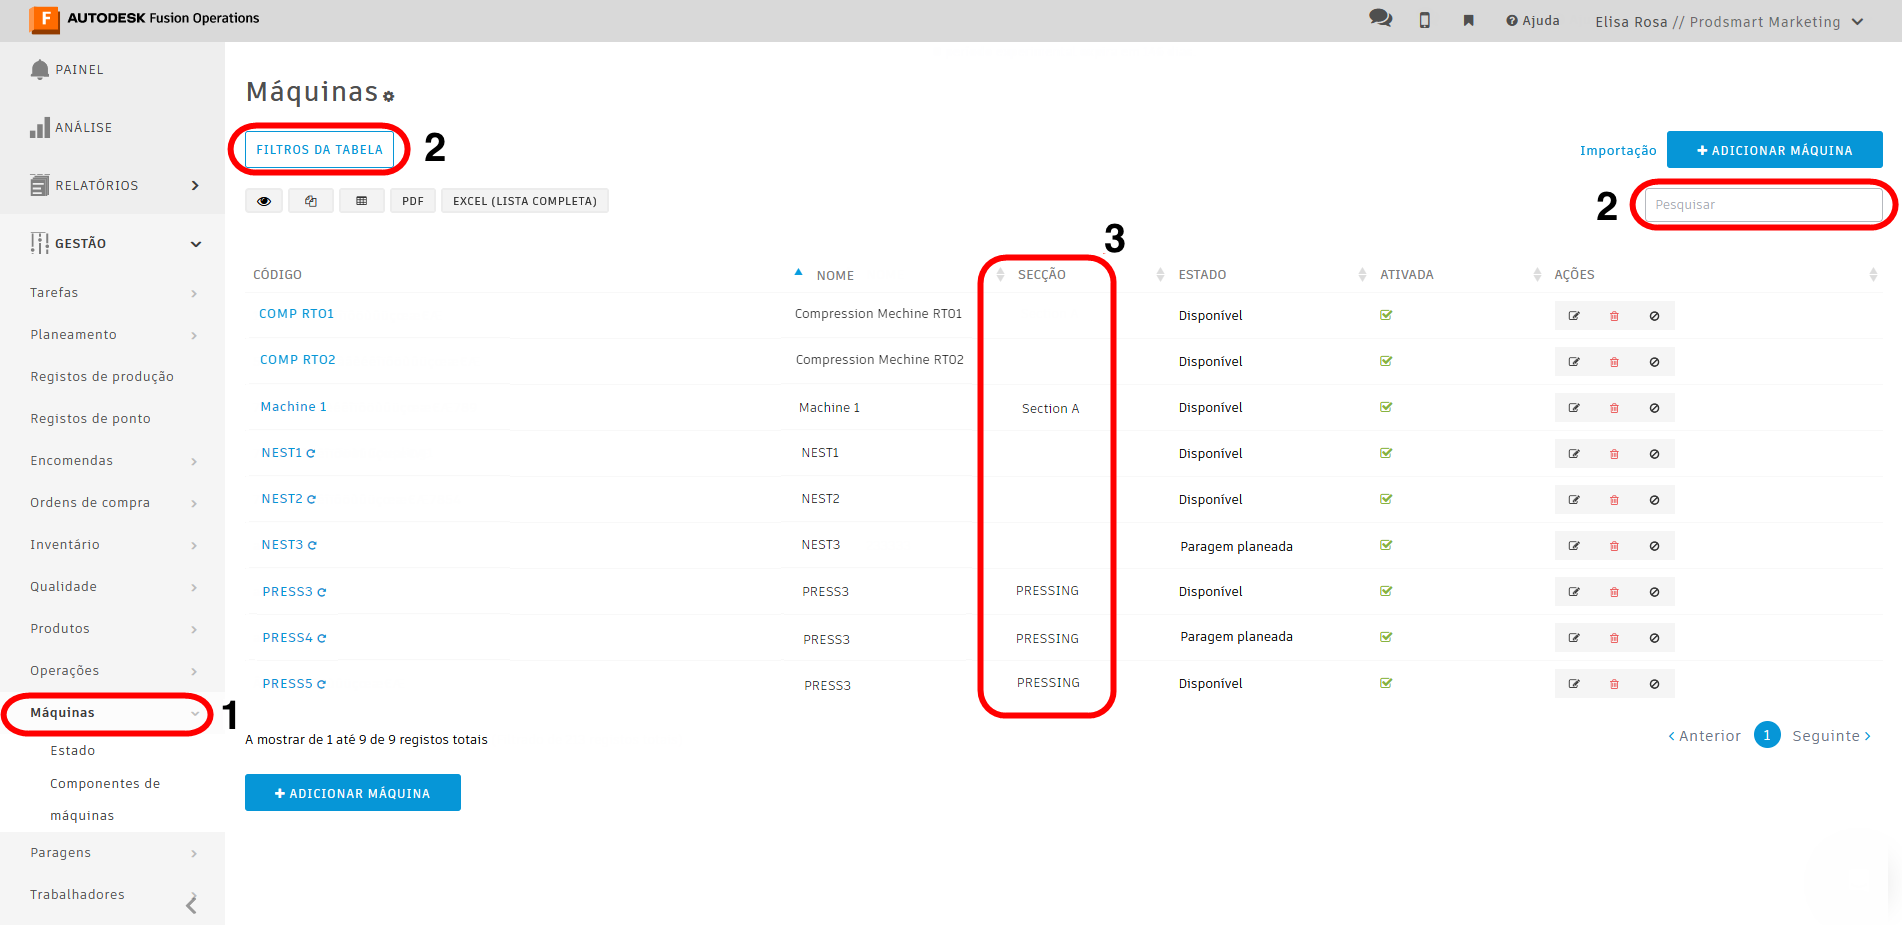 F AUTODESK Fusion Operations
Ajuda
Elisa Rosa // Prodsmart Marketing
PAINEL
ANÁLISE
RELATÓRIOS
GESTÃO
Tarefas
Planeamento
Registos de produção
Registos de ponto
Encomendas
Ordens de compra
Inventário
Qualidade
Produtos
Operações
Máquinas
1
Estado
Componentes de
máquinas
Paragens
Trabalhadores
Máquinas
FILTROS DA TABELA
2
Importação
ADICIONAR MÁQUINA
PDF
EXCEL (LISTA COMPLETA)
2
Pesquisar
3
CÓDIGO NOME SECÇÃO ESTADO ATIVADA AÇÕES
COMP RT01 Compression Mechine RT01 Disponível
COMP RT02 Compression Mechine RT02 Disponível
Machine 1 Machine 1 Section A Disponível
NEST1 NEST1 Disponível
NEST2 NEST2 Disponível
NEST3 NEST3 Paragem planeada
PRESS3 PRESS3 PRESSING Disponível
PRESS4 PRESS3 PRESSING Paragem planeada
PRESS5 PRESS3 PRESSING Disponível
A mostrar de 1 até 9 de 9 registos totais
Anterior 1 Seguinte
ADICIONAR MÁQUINA